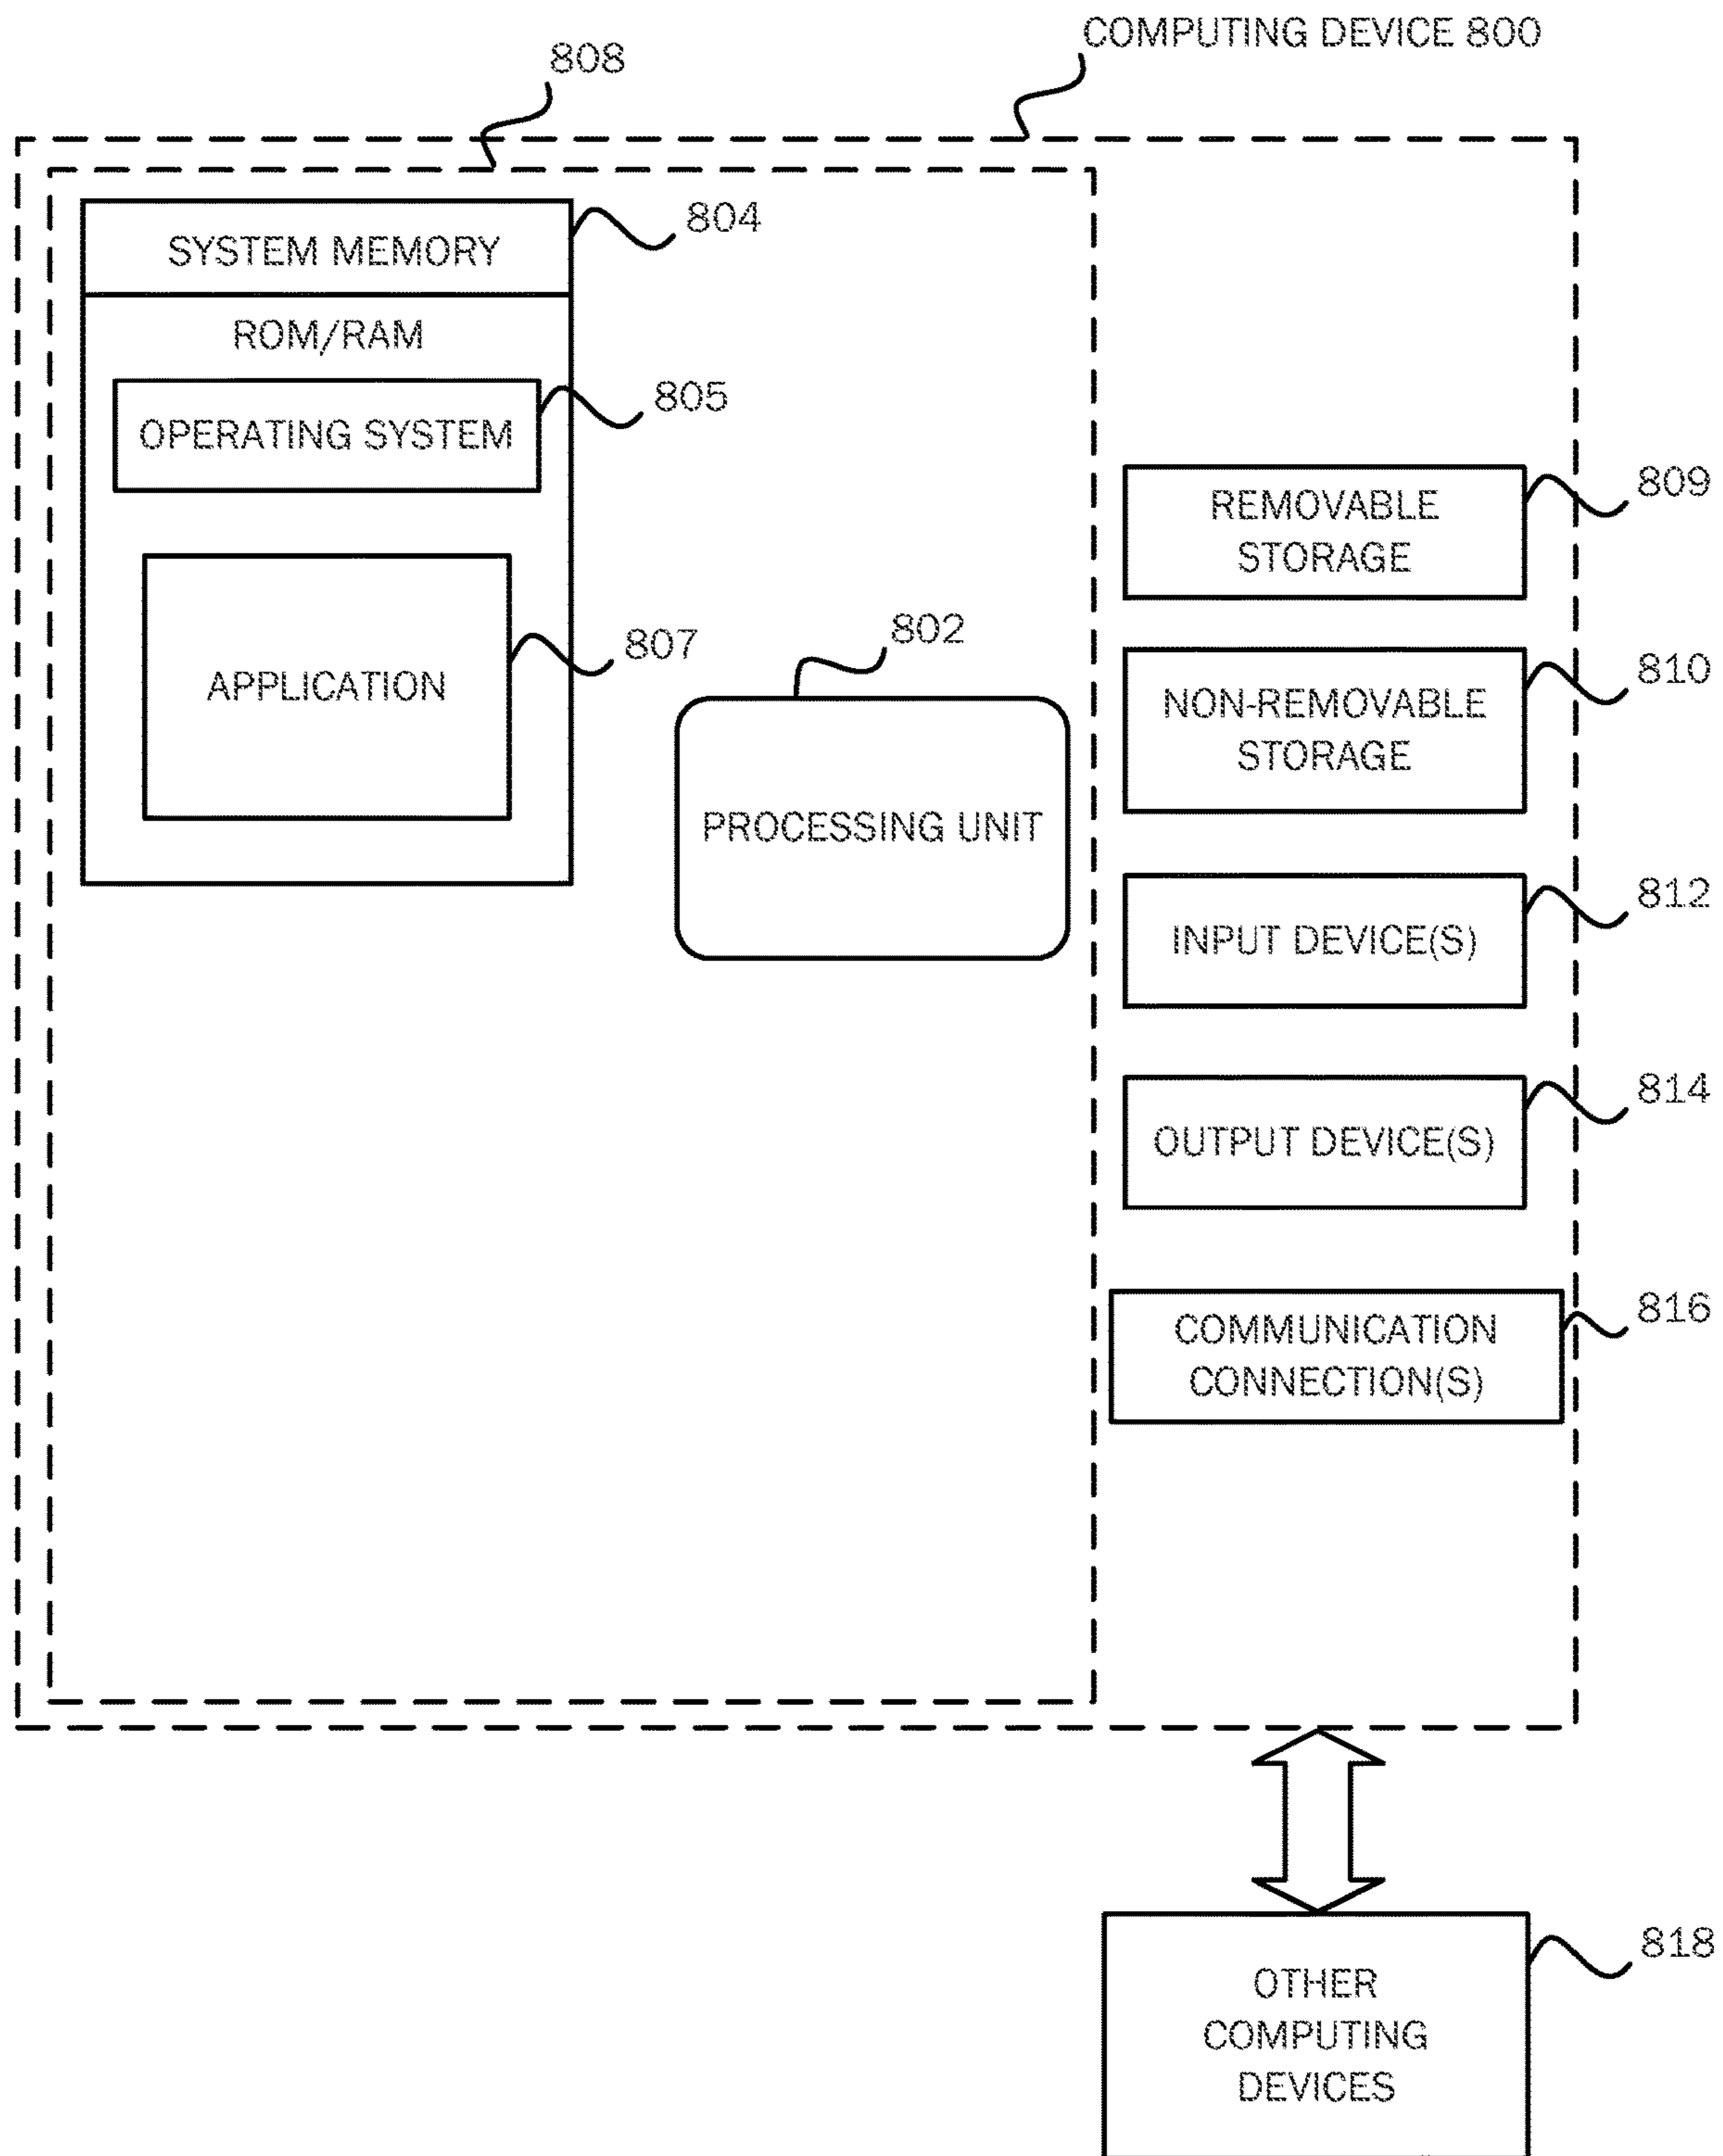 COMPUTING DEVICE 800
808
SYSTEM MEMORY
804
ROM/RAM
OPERATING SYSTEM
805
APPLICATION
807
802
PROCESSING UNIT
REMOVABLE
STORAGE
809
NON-REMOVABLE
STORAGE
810
INPUT DEVICE(S)
812
OUTPUT DEVICE(S)
814
COMMUNICATION
CONNECTION(S)
816
OTHER
COMPUTING
DEVICES
818